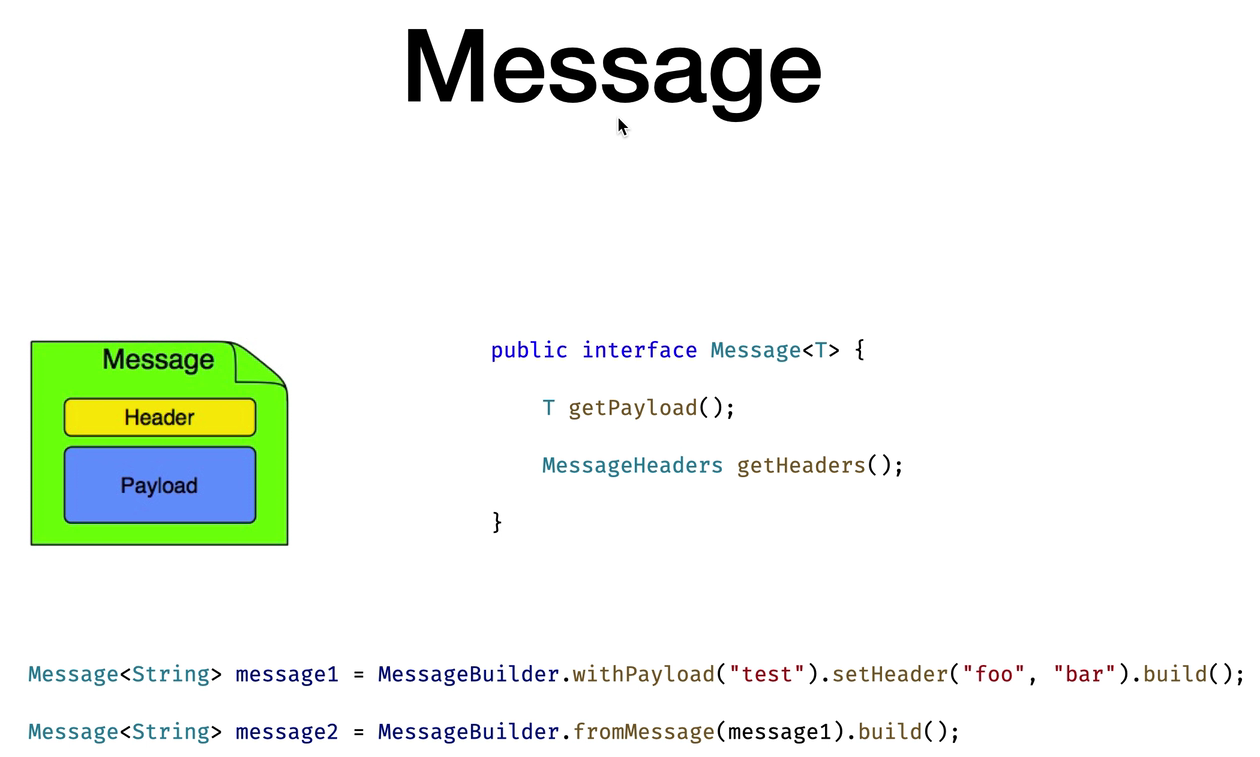 Message
Message
Header
Payload
public interface Message<T> {
T getPayload();
MessageHeaders getHeaders();
}
Message<String> message1 = MessageBuilder.withPayload("test").setHeader("foo", "bar").build();
Message<String> message2 = MessageBuilder.fromMessage(message1).build();